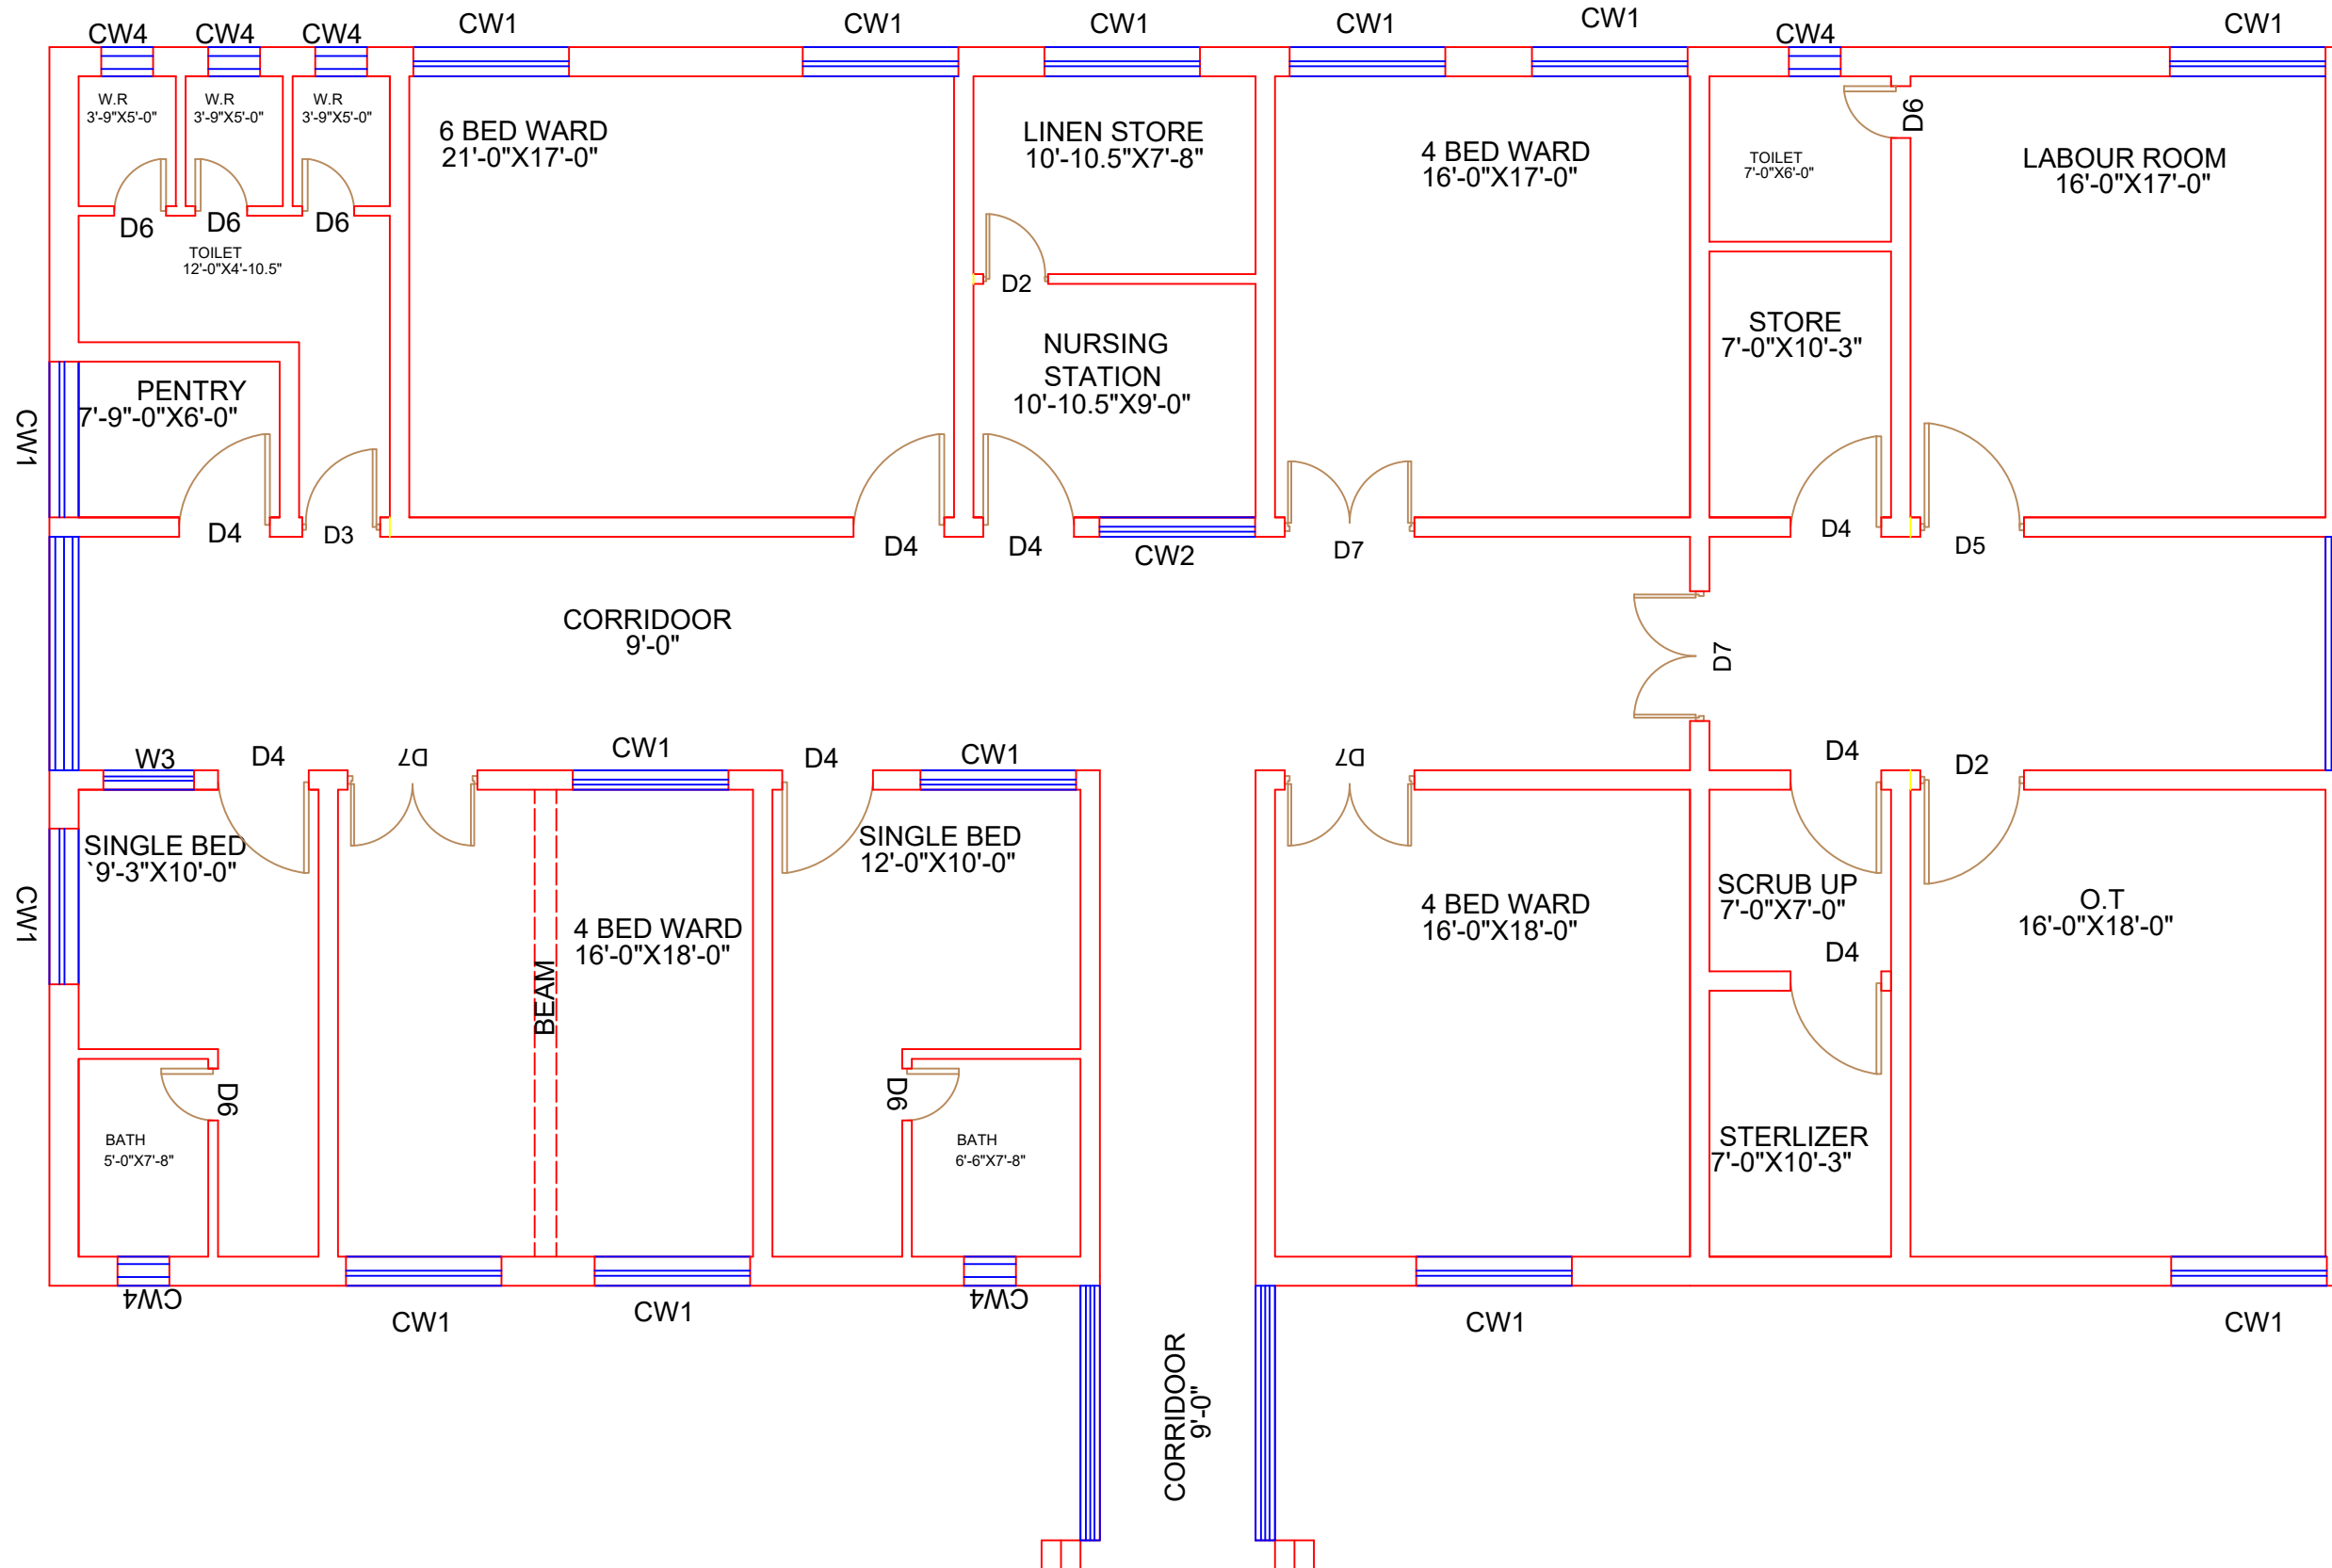 CW4
CW4
CW4
CW1
CW1
CW1
CW1
CW1
CW4
CW1
W.R
3'-9"X5'-0"
W.R
3'-9"X5'-0"
W.R
3'-9"X5'-0"
6 BED WARD
21'-0"X17'-0"
LINEN STORE
10'-10.5"X7'-8"
4 BED WARD
16'-0"X17'-0"
TOILET
7'-0"X6'-0"
D6
LABOUR ROOM
16'-0"X17'-0"
D6
D6
D6
TOILET
12'-0"X4'-10.5"
D2
STORE
7'-0"X10'-3"
NURSING
STATION
10'-10.5"X9'-0"
PENTRY
7'-9"-0"X6'-0"
CW1
D4
D3
D4
D4
CW2
D7
D4
D5
CORRIDOOR
9'-0"
D7
W3
D4
D7
CW1
D4
CW1
D7
D4
D2
SINGLE BED
`9'-3"X10'-0"
SINGLE BED
12'-0"X10'-0"
CW1
4 BED WARD
16'-0"X18'-0"
BEAM
4 BED WARD
16'-0"X18'-0"
SCRUB UP
7'-0"X7'-0"
D4
O.T
16'-0"X18'-0"
D6
D6
BATH
5'-0"X7'-8"
BATH
6'-6"X7'-8"
STERLIZER
7'-0"X10'-3"
CW4
CW1
CW1
CW4
CW1
CW1
CORRIDOOR
9'-0"